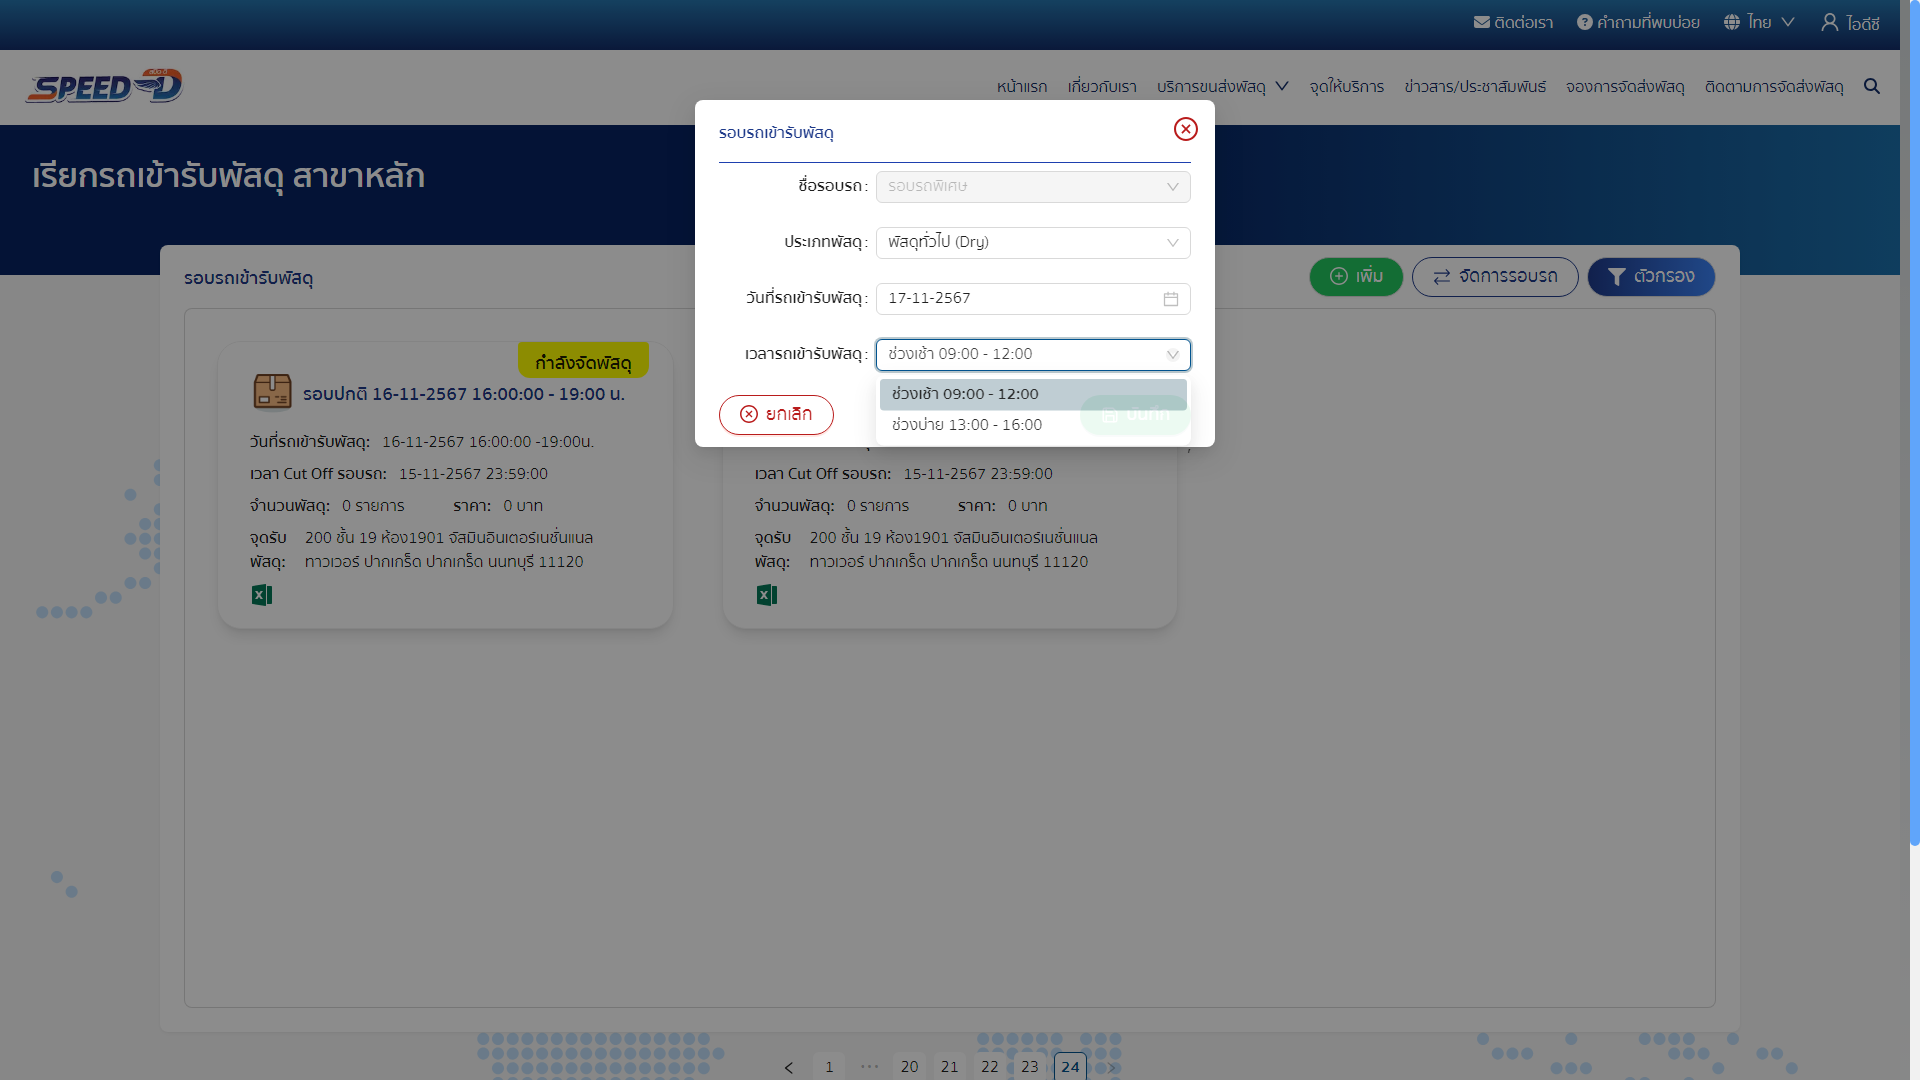 ติดต่อเรา
คำถามที่พบบ่อย
ไทย
ไอดีซี
SPEED-D
หน้าแรก
เกี่ยวกับเรา
บริการขนส่งพัสดุ
จุดให้บริการ
ข่าวสาร/ประชาสัมพันธ์
จองการจัดส่งพัสดุ
ติดตามการจัดส่งพัสดุ
เรียกรถเข้ารับพัสดุ สาขาหลัก
รอบรถเข้ารับพัสดุ
เพิ่ม
จัดการรอบรถ
ตัวกรอง
รอบรถเข้ารับพัสดุ
ชื่อรอบรถ: รอบรถพิเศษ
ประเภทพัสดุ: พัสดุทั่วไป (Dry)
วันที่รถเข้ารับพัสดุ: 17-11-2567
เวลารถเข้ารับพัสดุ: ช่วงเช้า 09:00 - 12:00
ช่วงเช้า 09:00 - 12:00
ช่วงบ่าย 13:00 - 16:00
ยกเลิก
บันทึก
กำลังจัดพัสดุ
รอบปกติ 16-11-2567 16:00:00 - 19:00 น.
วันที่รถเข้ารับพัสดุ: 16-11-2567 16:00:00 -19:00น.
เวลา Cut Off รอบรถ: 15-11-2567 23:59:00
จำนวนพัสดุ: 0 รายการ ราคา: 0 บาท
จุดรับ 200 ชั้น 19 ห้อง1901 จัสมินอินเตอร์เนชั่นแนล
พัสดุ: ทาวเวอร์ ปากเกร็ด ปากเกร็ด นนทบุรี 11120
เวลา Cut Off รอบรถ: 15-11-2567 23:59:00
จำนวนพัสดุ: 0 รายการ ราคา: 0 บาท
จุดรับ 200 ชั้น 19 ห้อง1901 จัสมินอินเตอร์เนชั่นแนล
พัสดุ: ทาวเวอร์ ปากเกร็ด ปากเกร็ด นนทบุรี 11120
1 ••• 20 21 22 23 24